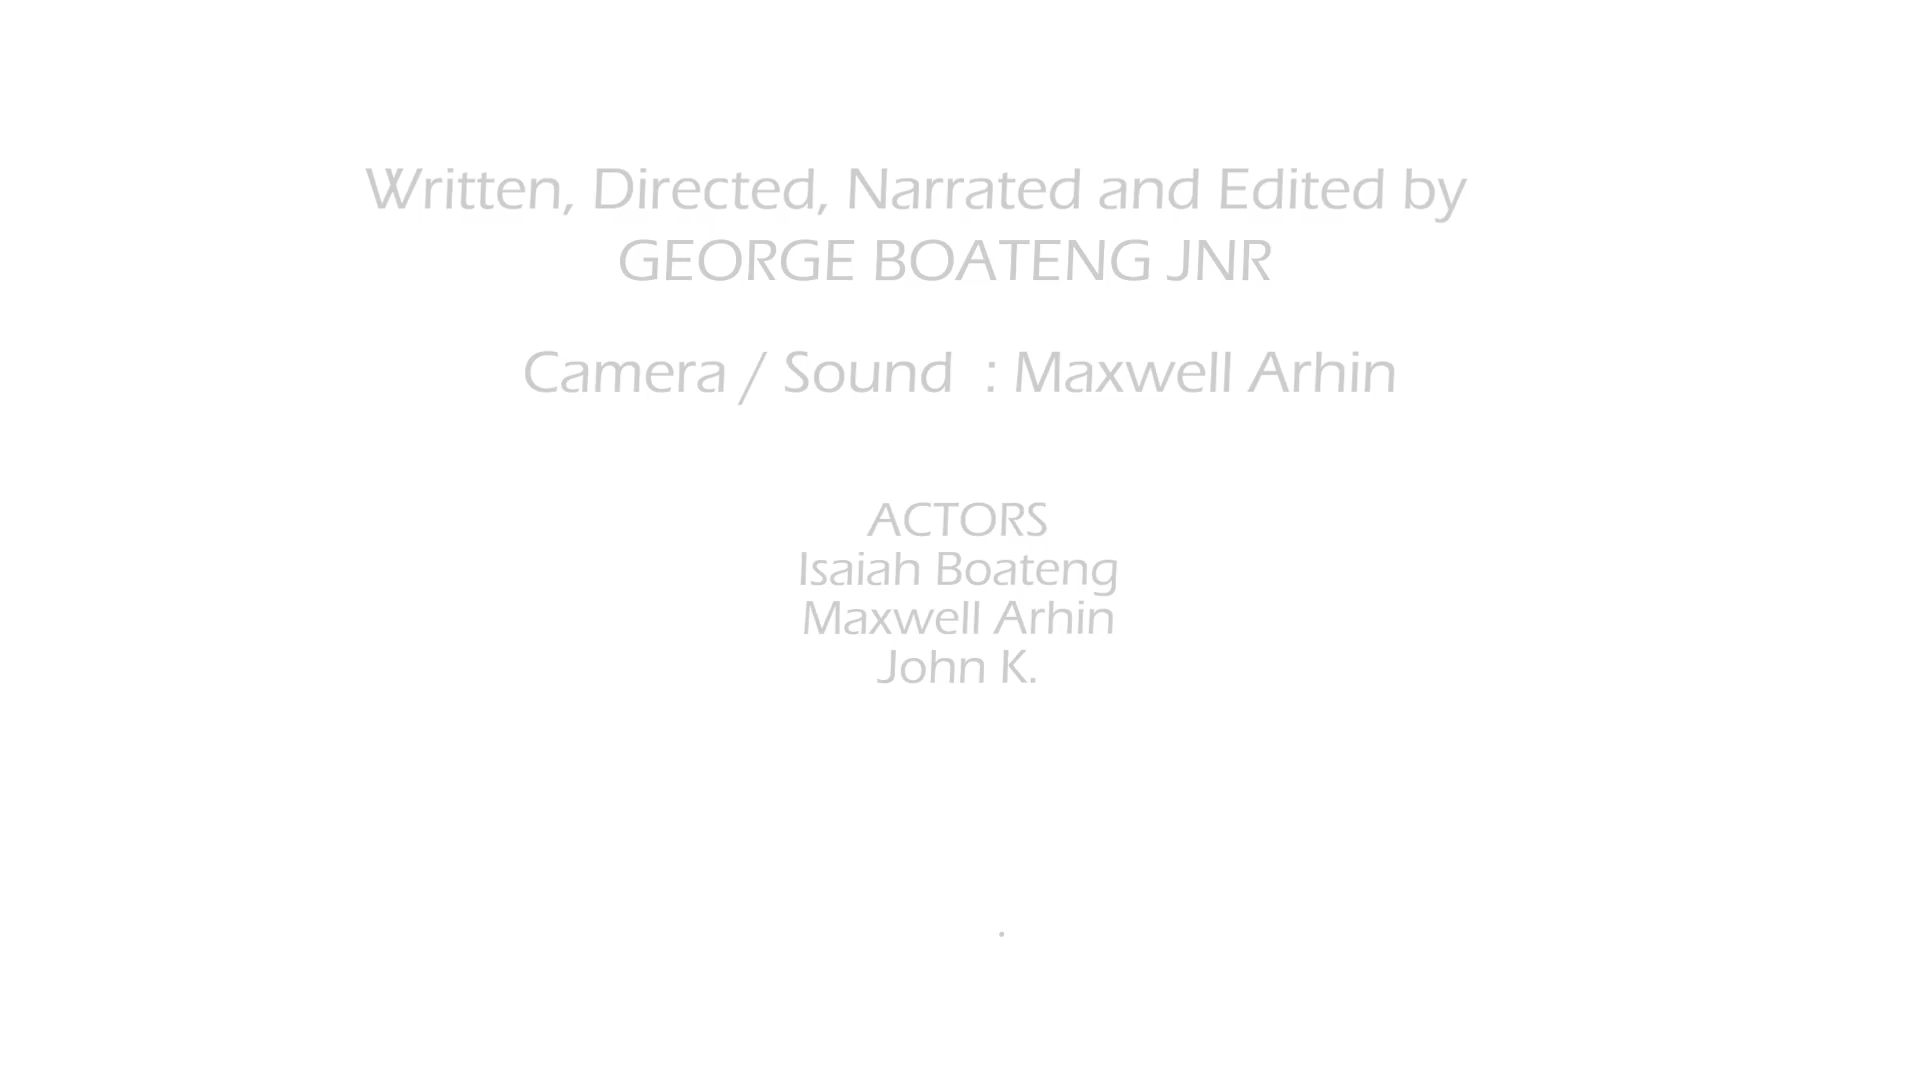 Written, Directed, Narrated and Edited by
GEORGE BOATENG JNR
Camera / Sound  : Maxwell Arhin
ACTORS
Isaiah Boateng
Maxwell Arhin
John K.
.